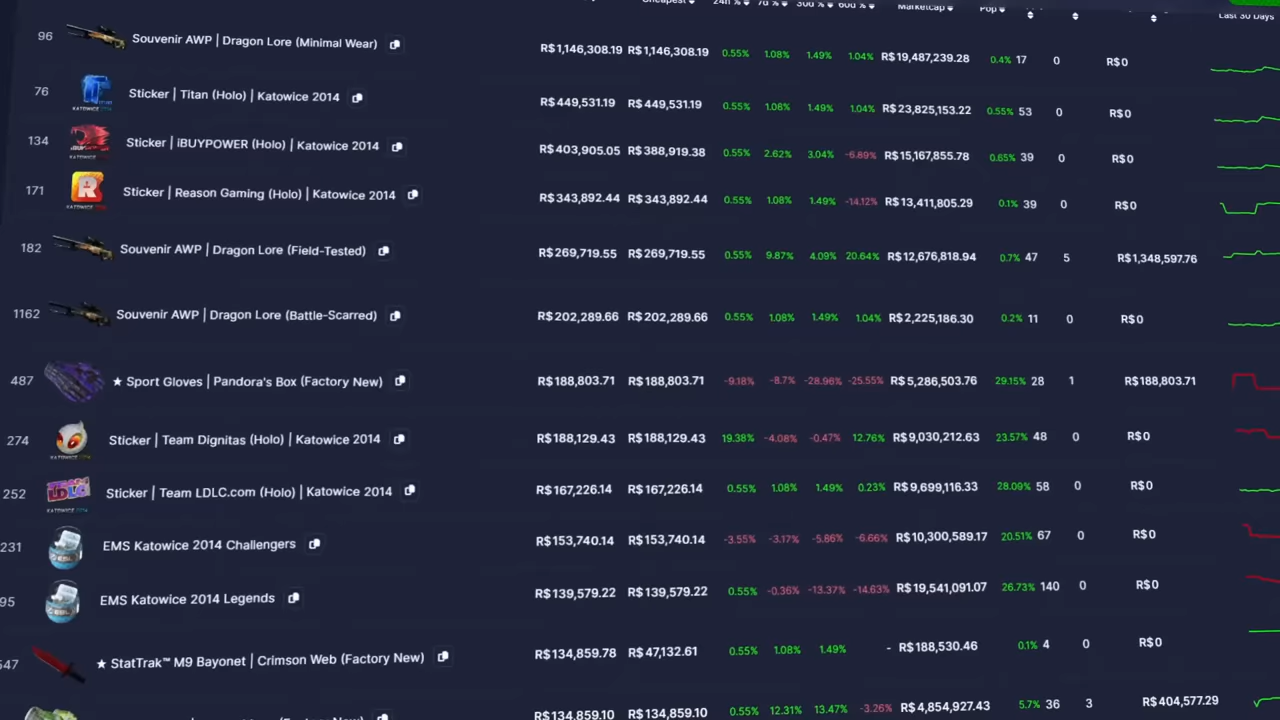 Cheapest 24h % 7d % 30d % 60d % Marketcap Pop Last 30 Days
96 Souvenir AWP | Dragon Lore (Minimal Wear) R$1,146,308.19 R$1,146,308.19 0.55% 1.08% 1.49% 1.04% R$19,487,239.28 0.4% 17 0 R$0
76 Sticker | Titan (Holo) | Katowice 2014 R$449,531.19 R$449,531.19 0.55% 1.08% 1.49% 1.04% R$23,825,153.22 0.55% 53 0 R$0
134 Sticker | iBUYPOWER (Holo) | Katowice 2014 R$403,905.05 R$388,919.38 0.55% 2.62% 3.04% -6.89% R$15,167,855.78 0.65% 39 0 R$0
171 Sticker | Reason Gaming (Holo) | Katowice 2014 R$343,892.44 R$343,892.44 0.55% 1.08% 1.49% -14.12% R$13,411,805.29 0.1% 39 0 R$0
182 Souvenir AWP | Dragon Lore (Field-Tested) R$269,719.55 R$269,719.55 0.55% 9.87% 4.09% 20.64% R$12,676,818.94 0.7% 47 5 R$1,348,597.76
1162 Souvenir AWP | Dragon Lore (Battle-Scarred) R$202,289.66 R$202,289.66 0.55% 1.08% 1.49% 1.04% R$2,225,186.30 0.2% 11 0 R$0
487 ★ Sport Gloves | Pandora's Box (Factory New) R$188,803.71 R$188,803.71 -9.18% -8.7% -28.96% -25.55% R$5,286,503.76 29.15% 28 1 R$188,803.71
274 Sticker | Team Dignitas (Holo) | Katowice 2014 R$188,129.43 R$188,129.43 19.38% -4.08% -0.47% 12.76% R$9,030,212.63 23.57% 48 0 R$0
252 Sticker | Team LDLC.com (Holo) | Katowice 2014 R$167,226.14 R$167,226.14 0.55% 1.08% 1.49% 0.23% R$9,699,116.33 28.09% 58 0 R$0
231 EMS Katowice 2014 Challengers R$153,740.14 R$153,740.14 -3.55% -3.17% -5.86% -6.66% R$10,300,589.17 20.51% 67 0 R$0
95 EMS Katowice 2014 Legends R$139,579.22 R$139,579.22 0.55% -0.36% -13.37% -14.63% R$19,541,091.07 26.73% 140 0 R$0
547 ★ StatTrak™ M9 Bayonet | Crimson Web (Factory New) R$134,859.78 R$47,132.61 0.55% 1.08% 1.49% - R$188,530.46 0.1% 4 0 R$0
R$134,859.10 R$134,859.10 0.55% 12.31% 13.47% -3.26% R$4,854,927.43 5.7% 36 3 R$404,577.29